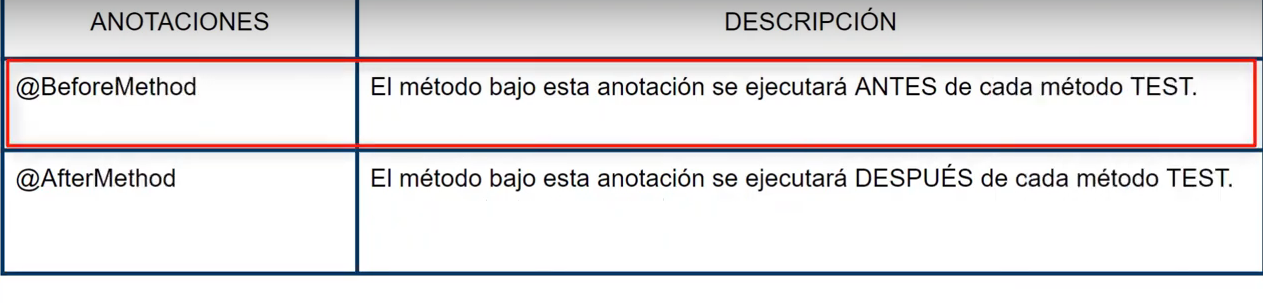 ANOTACIONES
DESCRIPCIÓN
@BeforeMethod
El método bajo esta anotación se ejecutará ANTES de cada método TEST.
@AfterMethod
El método bajo esta anotación se ejecutará DESPUÉS de cada método TEST.